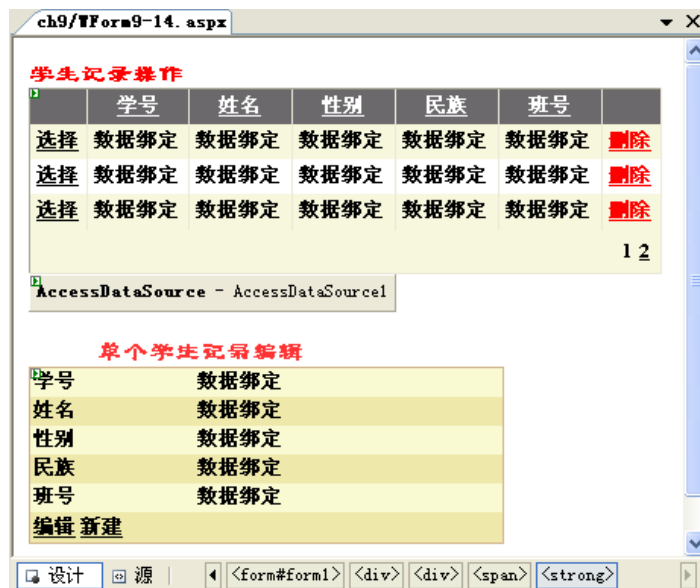 ch9/WForm9-14.aspx
学生记录操作
学号 姓名 性别 民族 班号
选择 数据绑定 数据绑定 数据绑定 数据绑定 数据绑定 删除
选择 数据绑定 数据绑定 数据绑定 数据绑定 数据绑定 删除
选择 数据绑定 数据绑定 数据绑定 数据绑定 数据绑定 删除
1 2
AccessDataSource - AccessDataSource1
单个学生记录编辑
学号 数据绑定
姓名 数据绑定
性别 数据绑定
民族 数据绑定
班号 数据绑定
编辑 新建
设计 源 <form#form1> <div> <div> <span> <strong>